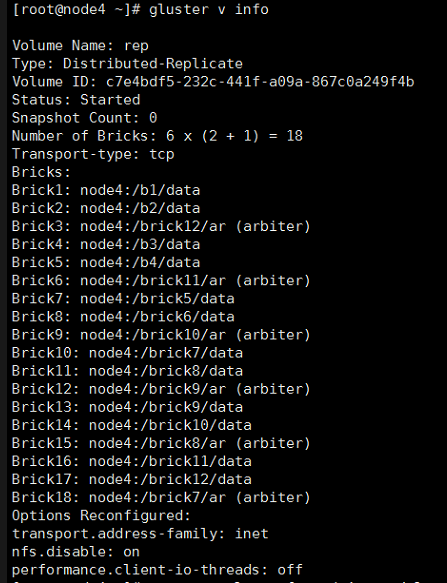 [root@node4 ~]# gluster v info
Volume Name: rep
Type: Distributed-Replicate
Volume ID: c7e4bdf5-232c-441f-a09a-867c0a249f4b
Status: Started
Snapshot Count: 0
Number of Bricks: 6 x (2 + 1) = 18
Transport-type: tcp
Bricks:
Brick1: node4:/b1/data
Brick2: node4:/b2/data
Brick3: node4:/brick12/ar (arbiter)
Brick4: node4:/b3/data
Brick5: node4:/b4/data
Brick6: node4:/brick11/ar (arbiter)
Brick7: node4:/brick5/data
Brick8: node4:/brick6/data
Brick9: node4:/brick10/ar (arbiter)
Brick10: node4:/brick7/data
Brick11: node4:/brick8/data
Brick12: node4:/brick9/ar (arbiter)
Brick13: node4:/brick9/data
Brick14: node4:/brick10/data
Brick15: node4:/brick8/ar (arbiter)
Brick16: node4:/brick11/data
Brick17: node4:/brick12/data
Brick18: node4:/brick7/ar (arbiter)
Options Reconfigured:
transport.address-family: inet
nfs.disable: on
performance.client-io-threads: off